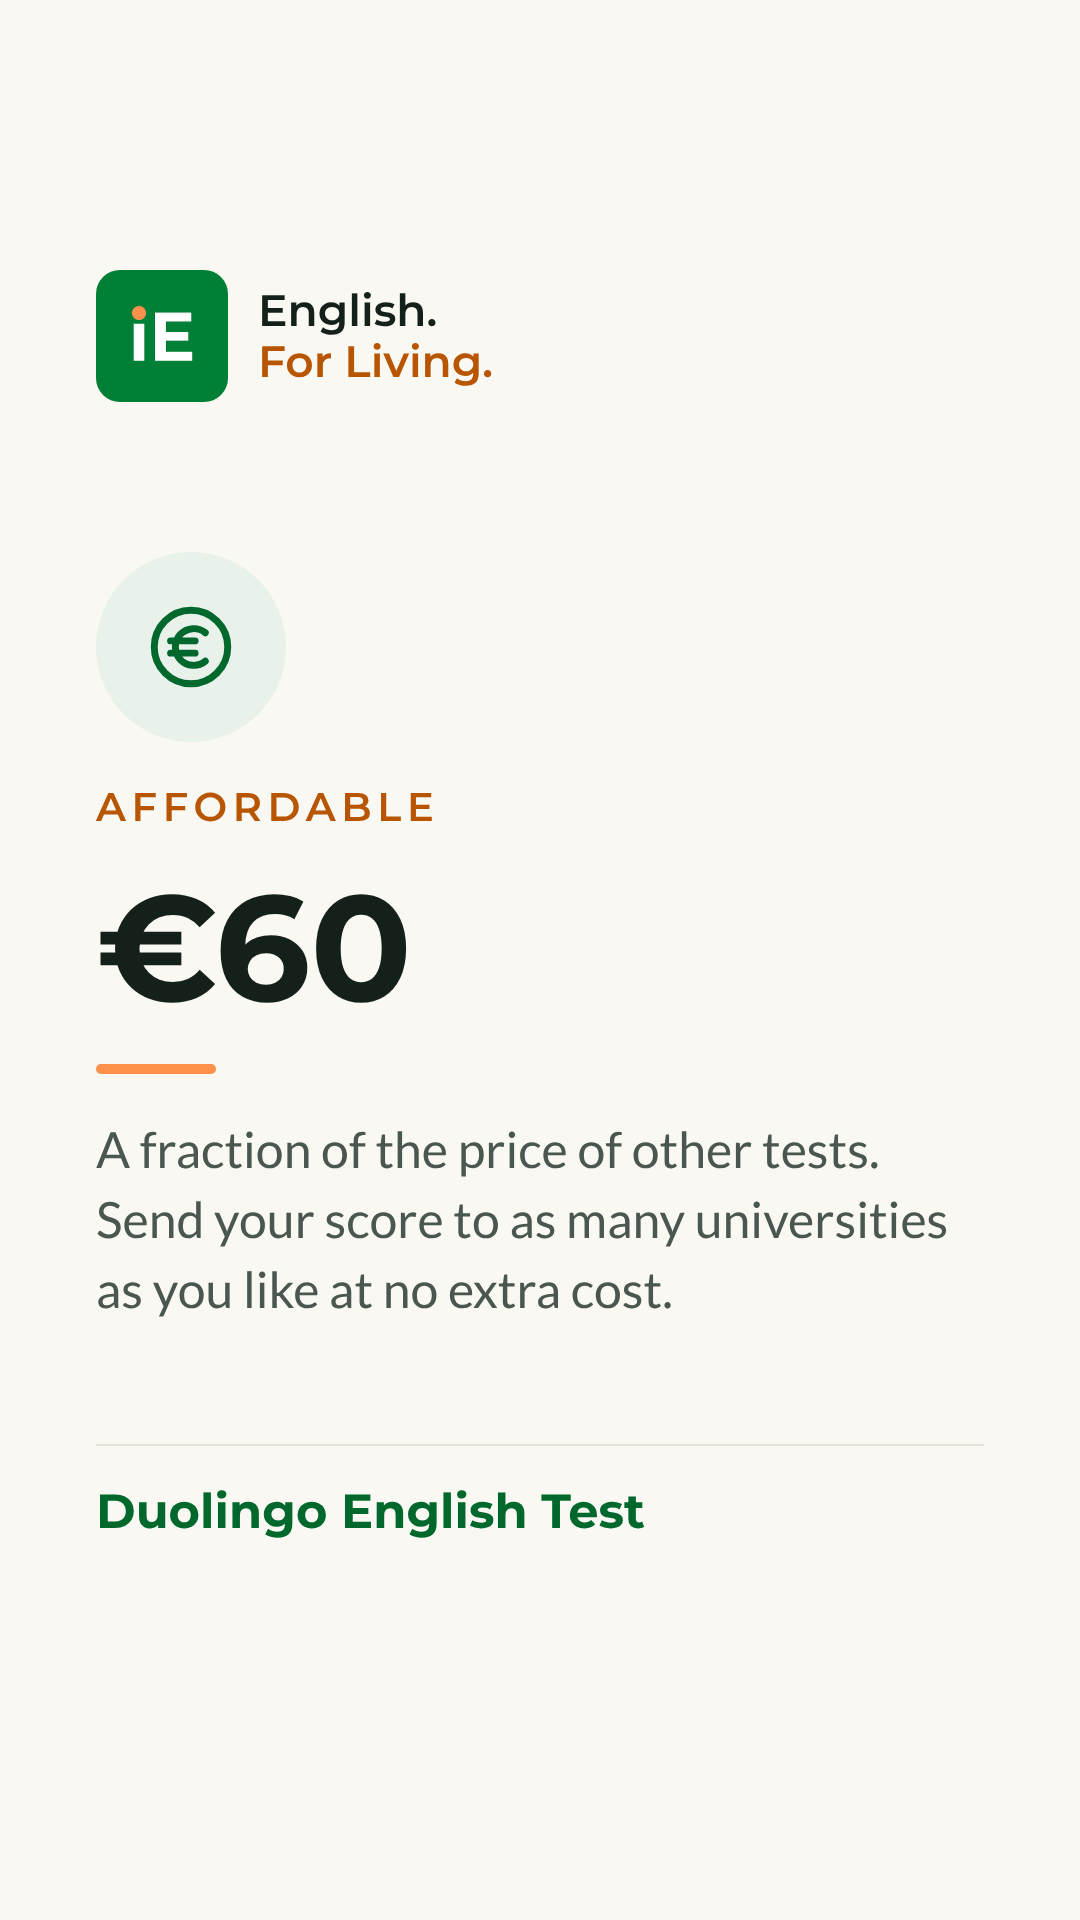 iE
English.
For Living.
€
AFFORDABLE
€60
A fraction of the price of other tests.
Send your score to as many universities
as you like at no extra cost.
Duolingo English Test